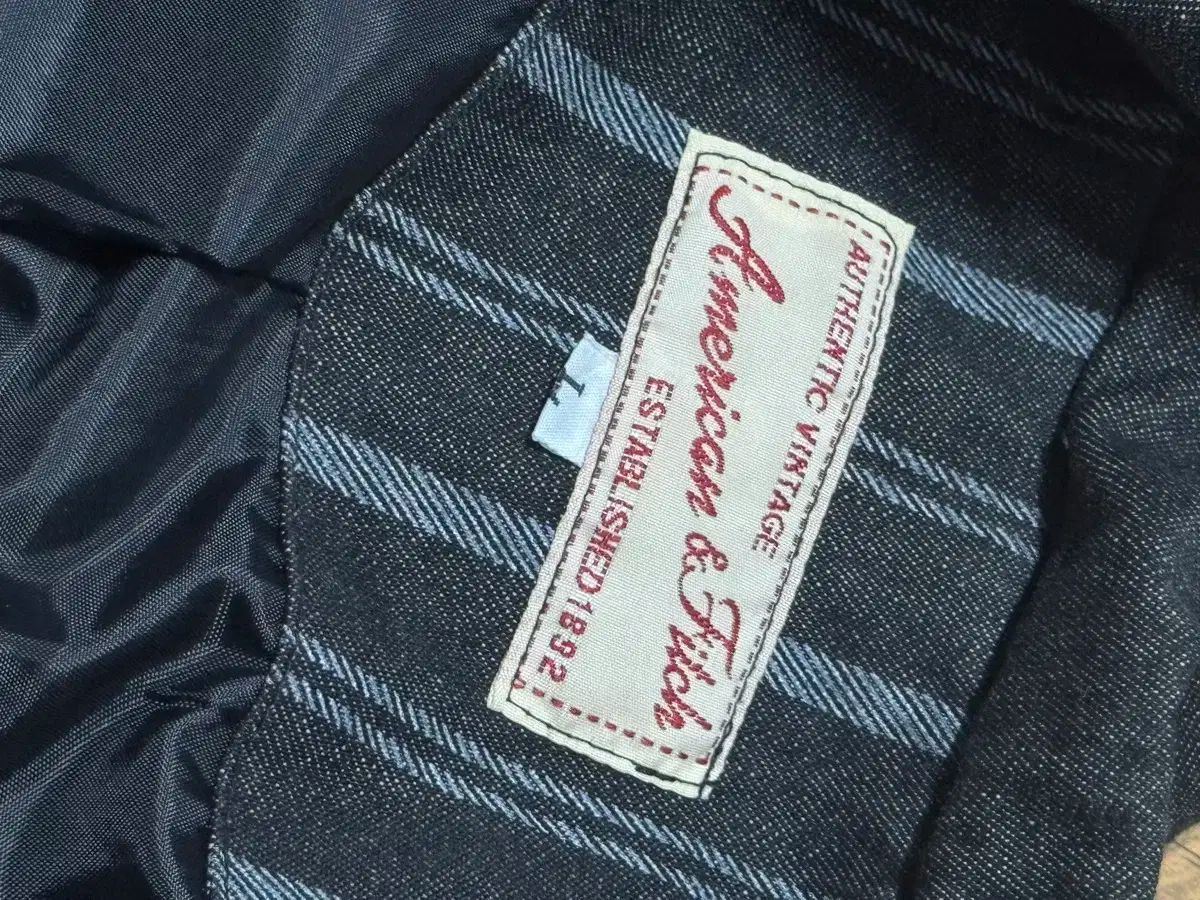 AUTHENTIC VINTAGE
American & Fitch
ESTABLISHED 1892
L